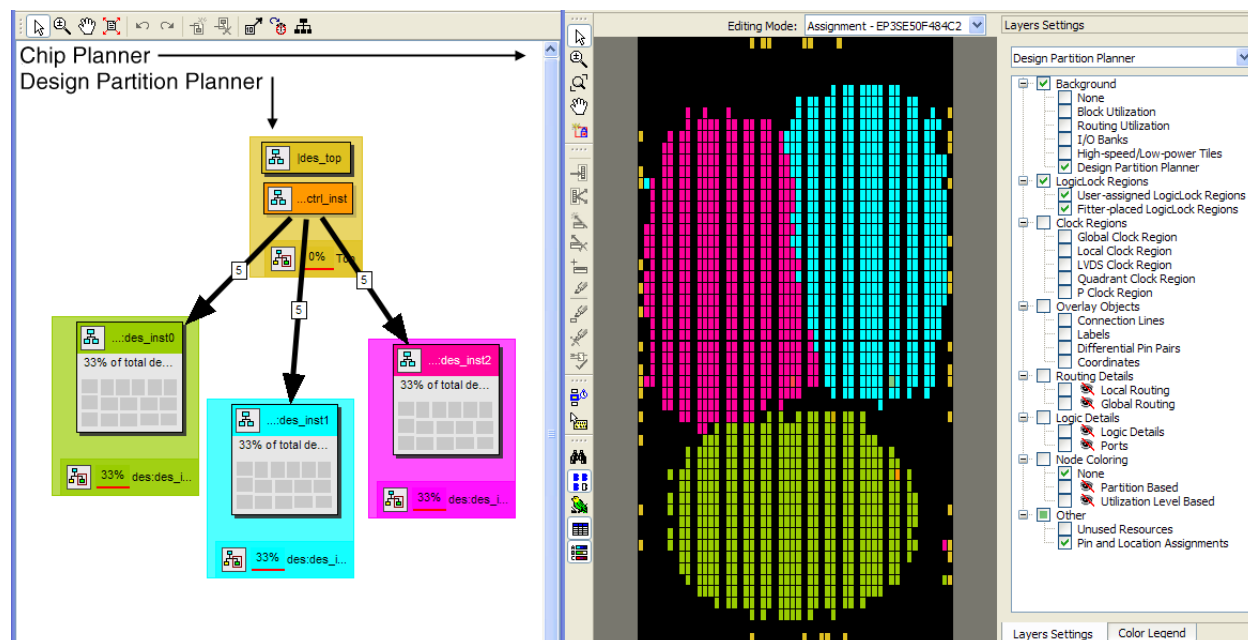 Chip Planner
Design Partition Planner
|des_top
...ctrl_inst
0%
5
5
5
...:des_inst0
33% of total de...
33% des:des_i...
...:des_inst1
33% of total de...
33% des:des_i...
...:des_inst2
33% of total de...
33% des:des_i...
Editing Mode: Assignment - EP3SE50F484C2
Layers Settings
Design Partition Planner
Background
None
Block Utilization
Routing Utilization
I/O Banks
High-speed/Low-power Tiles
Design Partition Planner
LogicLock Regions
User-assigned LogicLock Regions
Fitter-placed LogicLock Regions
Clock Regions
Global Clock Region
Local Clock Region
LVDS Clock Region
Quadrant Clock Region
P Clock Region
Overlay Objects
Connection Lines
Labels
Differential Pin Pairs
Coordinates
Routing Details
Local Routing
Global Routing
Logic Details
Logic Details
Ports
Node Coloring
None
Partition Based
Utilization Level Based
Other
Unused Resources
Pin and Location Assignments
Layers Settings
Color Legend